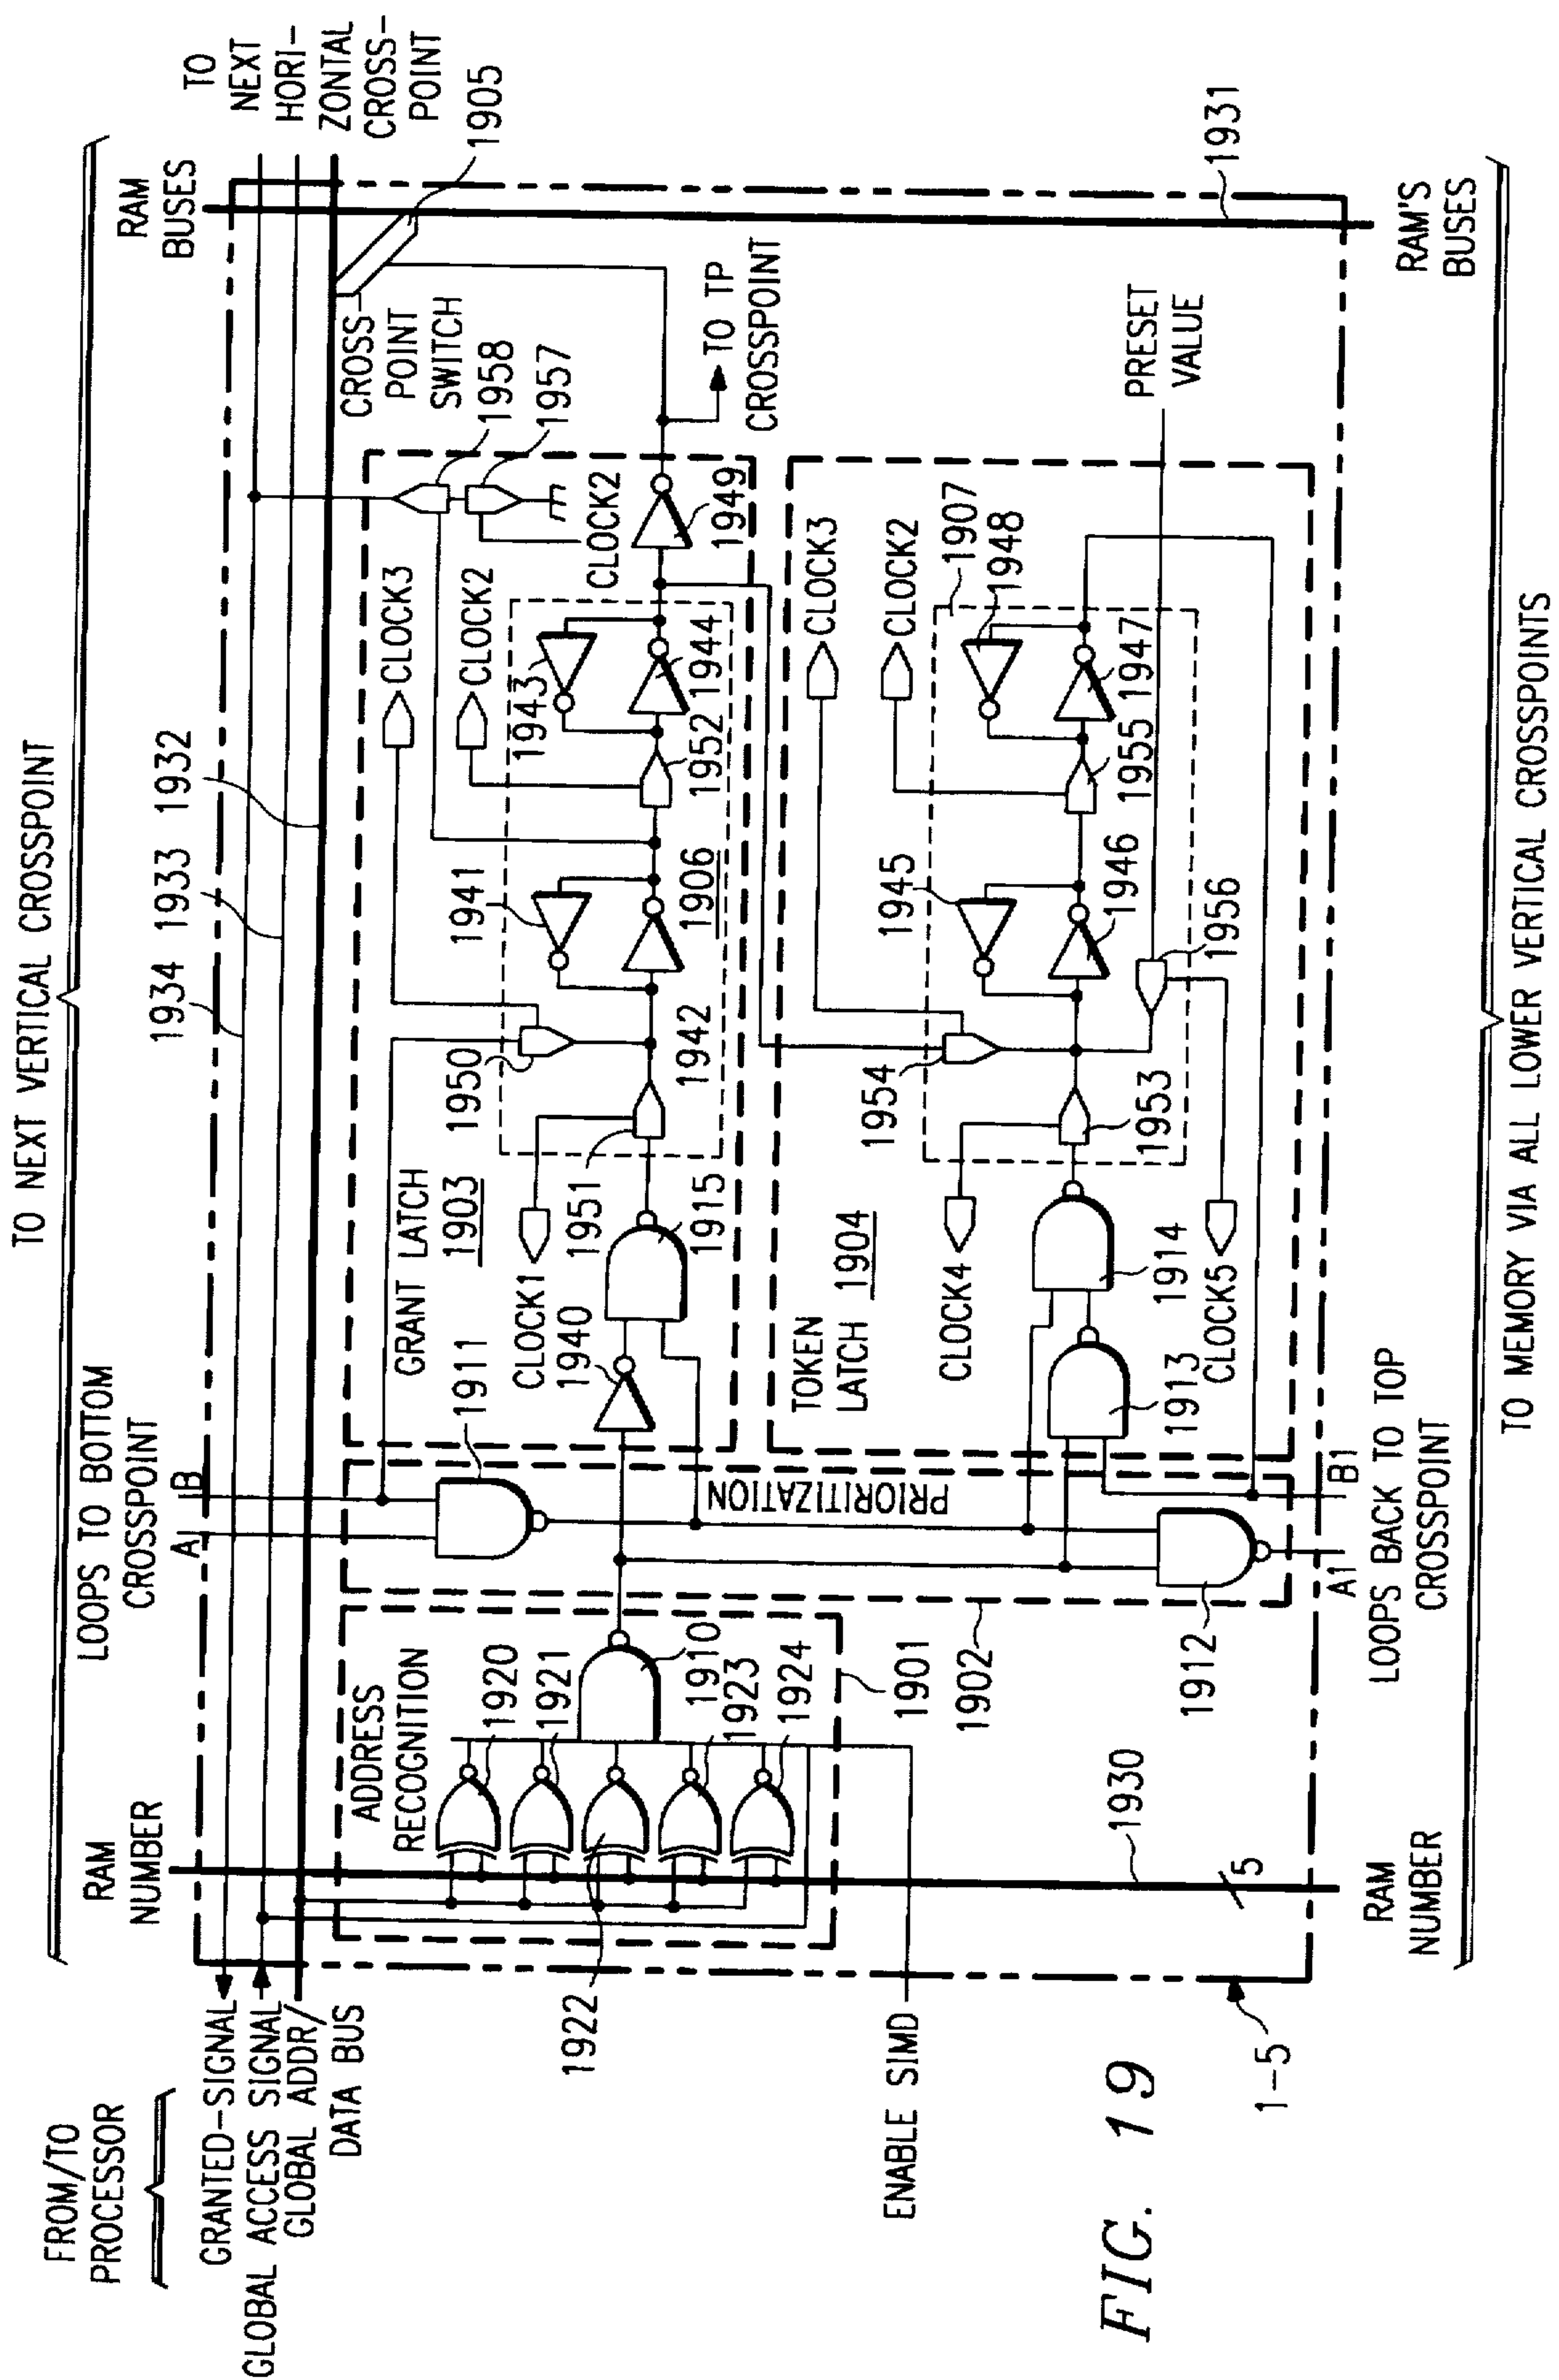 TO NEXT VERTICAL CROSSPOINT
FROM/TO
PROCESSOR
RAM
NUMBER
LOOPS TO BOTTOM
CROSSPOINT
A
B
1934
1933
1932
RAM
BUSES
TO
NEXT
HORI-
ZONTAL
CROSS-
POINT
GRANTED-SIGNAL
GLOBAL ACCESS SIGNAL
GLOBAL ADDR/
DATA BUS
1905
CROSS-
POINT
SWITCH
1958
1957
ADDRESS
RECOGNITION
1920
1921
1922
1910
1923
1924
1901
1911
GRANT LATCH
1903
CLOCK1
1940
1951
1915
1950
1942
1941
1906
CLOCK3
CLOCK2
1943
1944
1952
CLOCK2
1949
TO TP
CROSSPOINT
PRIORITIZATION
ENABLE SIMD
1902
TOKEN
LATCH 1904
CLOCK4
1954
1945
1946
1953
1956
CLOCK3
CLOCK2
1907
1948
1947
1955
PRESET
VALUE
1914
1913
CLOCK5
1912
1930
5
1931
1-5
RAM
NUMBER
A1
B1
LOOPS BACK TO TOP
CROSSPOINT
RAM'S
BUSES
TO MEMORY VIA ALL LOWER VERTICAL CROSSPOINTS
FIG. 19